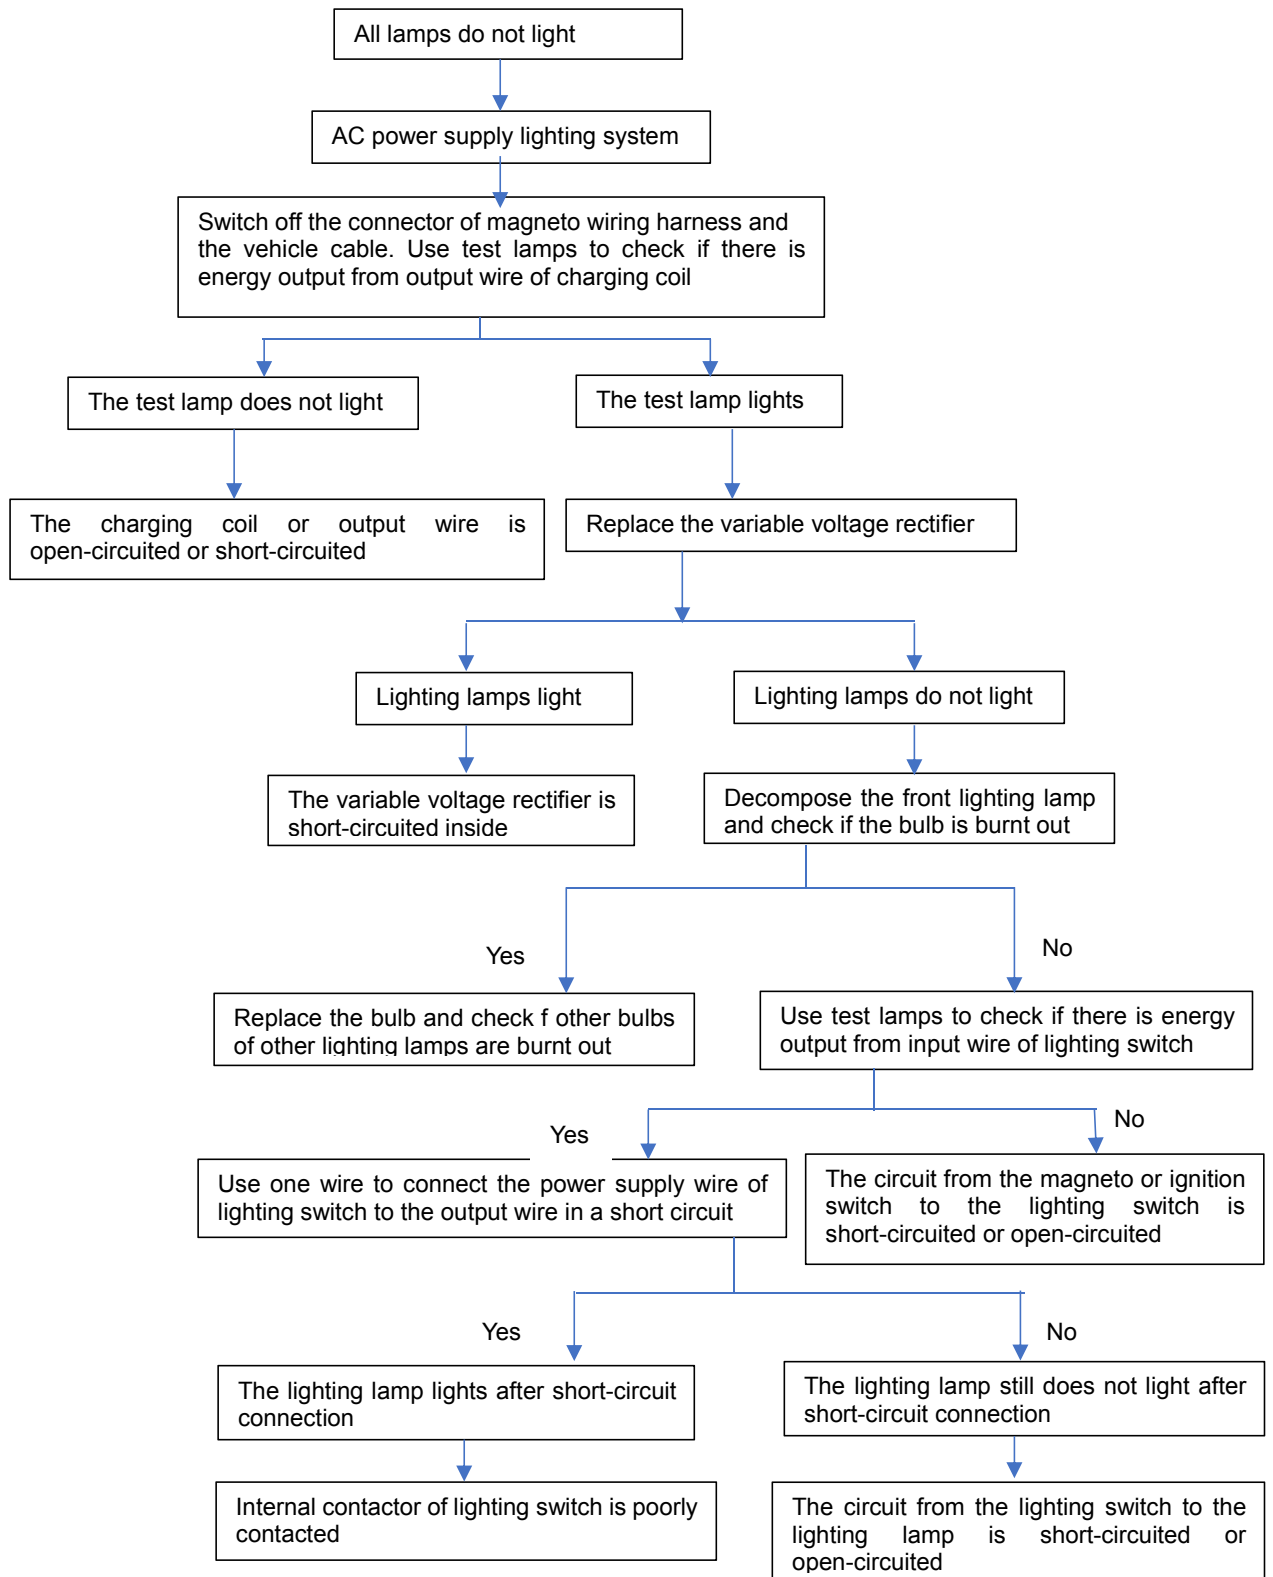 All lamps do not light
AC power supply lighting system
Switch off the connector of magneto wiring harness and
the vehicle cable. Use test lamps to check if there is
energy output from output wire of charging coil
The test lamp does not light
The test lamp lights
The charging coil or output wire is
open-circuited or short-circuited
Replace the variable voltage rectifier
Lighting lamps light
Lighting lamps do not light
The variable voltage rectifier is
short-circuited inside
Decompose the front lighting lamp
and check if the bulb is burnt out
Yes
No
Replace the bulb and check f other bulbs
of other lighting lamps are burnt out
Use test lamps to check if there is energy
output from input wire of lighting switch
Yes
No
Use one wire to connect the power supply wire of
lighting switch to the output wire in a short circuit
The circuit from the magneto or ignition
switch to the lighting switch is
short-circuited or open-circuited
Yes
No
The lighting lamp lights after short-circuit
connection
The lighting lamp still does not light after
short-circuit connection
Internal contactor of lighting switch is poorly
contacted
The circuit from the lighting switch to the
lighting lamp is short-circuited or
open-circuited